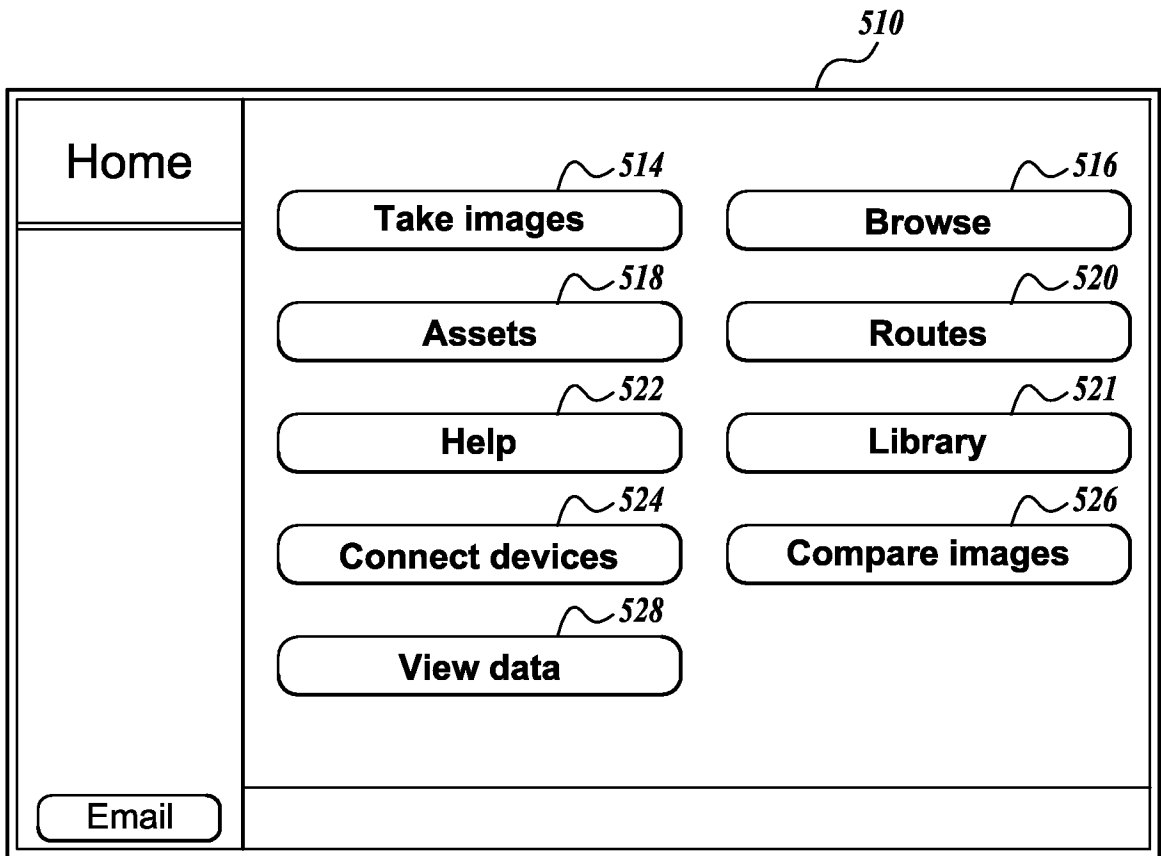 510
Home
514
516
Take images
Browse
518
520
Assets
Routes
522
521
Help
Library
524
526
Connect devices
Compare images
528
View data
Email